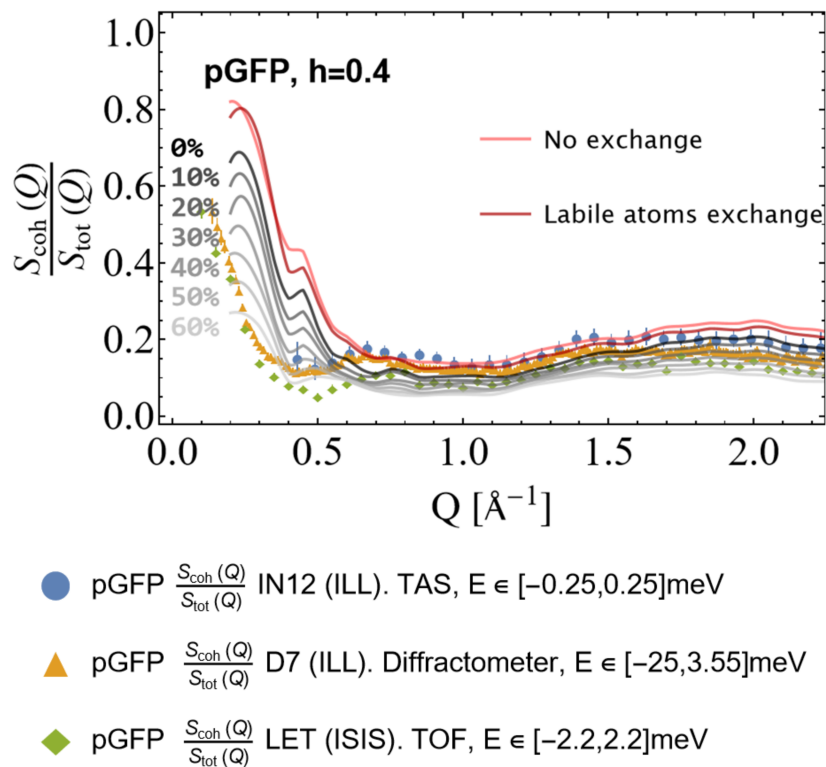 1.0
pGFP, h=0.4
0.8
No exchange
0%
10%
0.6
Labile atoms exchange
20%
30%
0.4
40%
50%
60%
0.2
0.0
S_coh (Q)
S_tot (Q)
0.0 0.5 1.0 1.5 2.0
Q [Å⁻¹]
pGFP S_coh (Q)/S_tot (Q) IN12 (ILL). TAS, E ∈ [−0.25,0.25]meV
pGFP S_coh (Q)/S_tot (Q) D7 (ILL). Diffractometer, E ∈ [−25,3.55]meV
pGFP S_coh (Q)/S_tot (Q) LET (ISIS). TOF, E ∈ [−2.2,2.2]meV